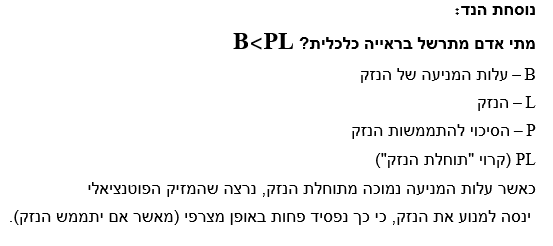 נוסחת הנד:
מתי אדם מתרשל בראייה כלכלית? B<PL
B – עלות המניעה של הנזק
L – הנזק
P – הסיכוי להתממשות הנזק
PL (קרוי "תוחלת הנזק")
כאשר עלות המניעה נמוכה מתוחלת הנזק, נרצה שהמזיק הפוטנציאלי
ינסה למנוע את הנזק, כי כך נפסיד פחות באופן מצרפי (מאשר אם יתממש הנזק).